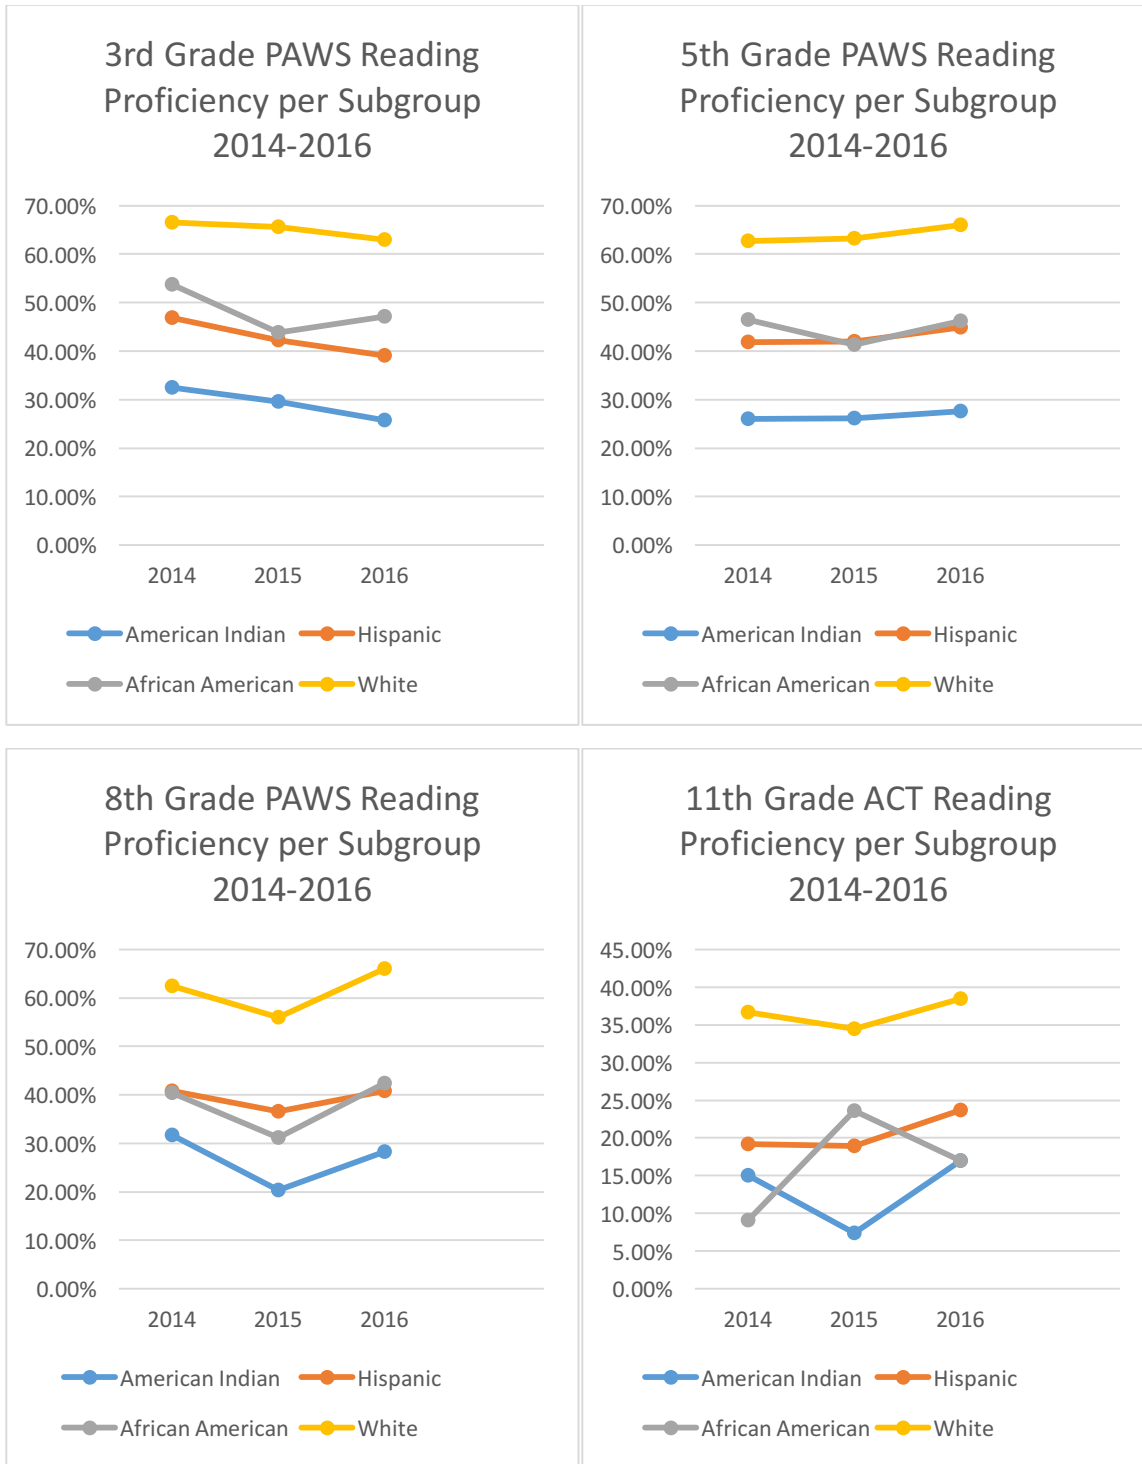 3rd Grade PAWS Reading
Proficiency per Subgroup
2014-2016
70.00%
60.00%
50.00%
40.00%
30.00%
20.00%
10.00%
0.00%
2014 2015 2016
American Indian Hispanic
African American White
5th Grade PAWS Reading
Proficiency per Subgroup
2014-2016
70.00%
60.00%
50.00%
40.00%
30.00%
20.00%
10.00%
0.00%
2014 2015 2016
American Indian Hispanic
African American White
8th Grade PAWS Reading
Proficiency per Subgroup
2014-2016
70.00%
60.00%
50.00%
40.00%
30.00%
20.00%
10.00%
0.00%
2014 2015 2016
American Indian Hispanic
African American White
11th Grade ACT Reading
Proficiency per Subgroup
2014-2016
45.00%
40.00%
35.00%
30.00%
25.00%
20.00%
15.00%
10.00%
5.00%
0.00%
2014 2015 2016
American Indian Hispanic
African American White